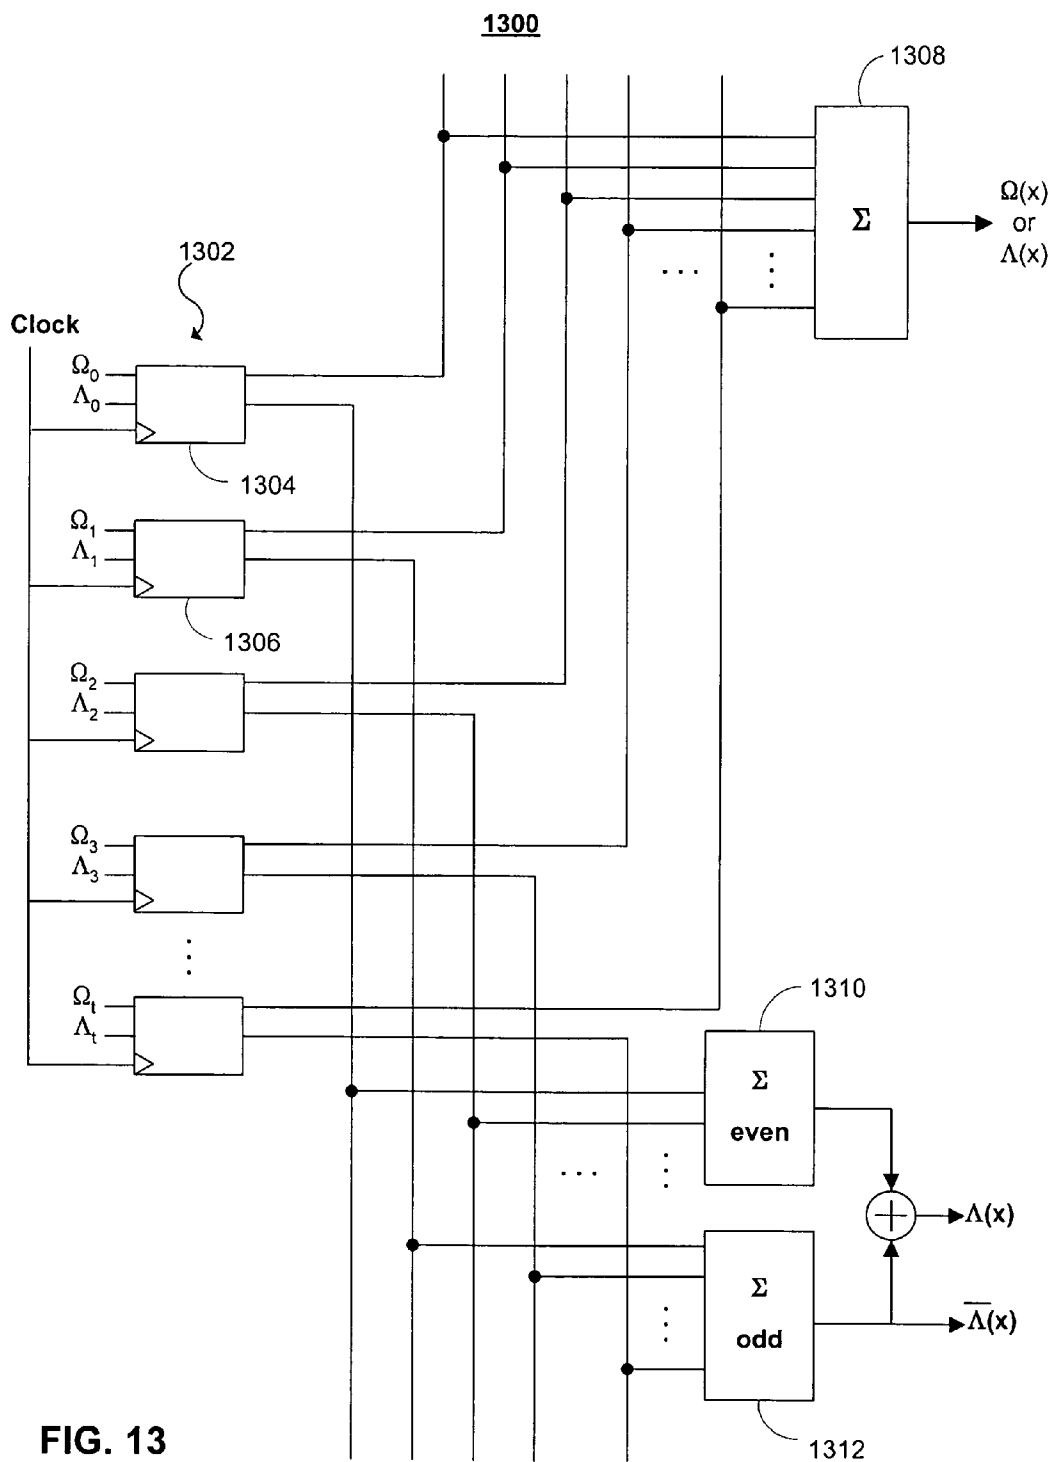 1300
1308
Σ
Ω(x)
or
Λ(x)
1302
Clock
Ω0
Λ0
1304
Ω1
Λ1
1306
Ω2
Λ2
Ω3
Λ3
Ωt
Λt
1310
Σ
even
Λ(x)
Σ
odd
Λ̅(x)
1312
FIG. 13